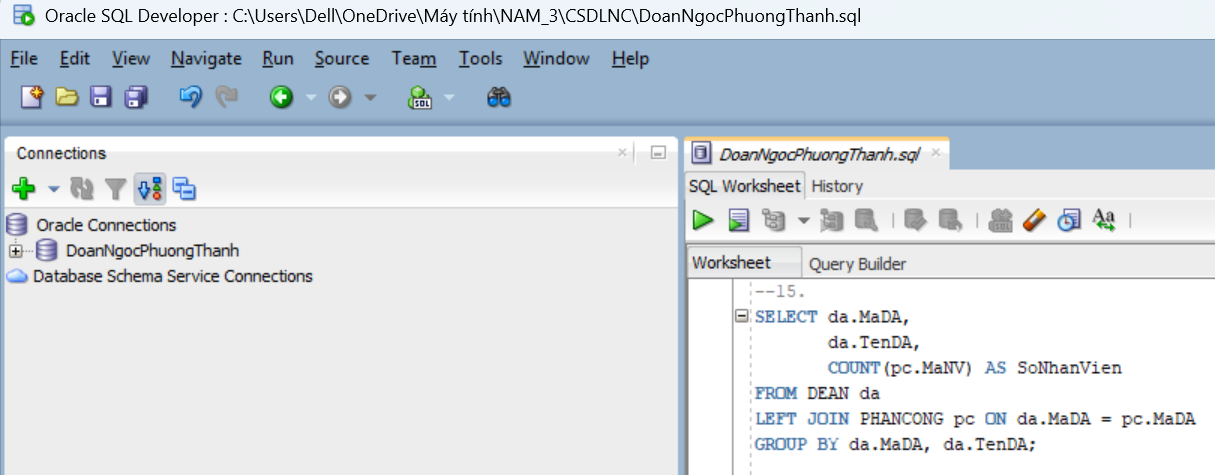 Oracle SQL Developer : C:\Users\Dell\OneDrive\Máy tính\NAM_3\CSDLNC\DoanNgocPhuongThanh.sql
File Edit View Navigate Run Source Team Tools Window Help
SQL
Connections
Oracle Connections
DoanNgocPhuongThanh
Database Schema Service Connections
DoanNgocPhuongThanh.sql
SQL Worksheet History
Aa
Worksheet Query Builder
--15.
SELECT da.MaDA,
da.TenDA,
COUNT(pc.MaNV) AS SoNhanVien
FROM DEAN da
LEFT JOIN PHANCONG pc ON da.MaDA = pc.MaDA
GROUP BY da.MaDA, da.TenDA;